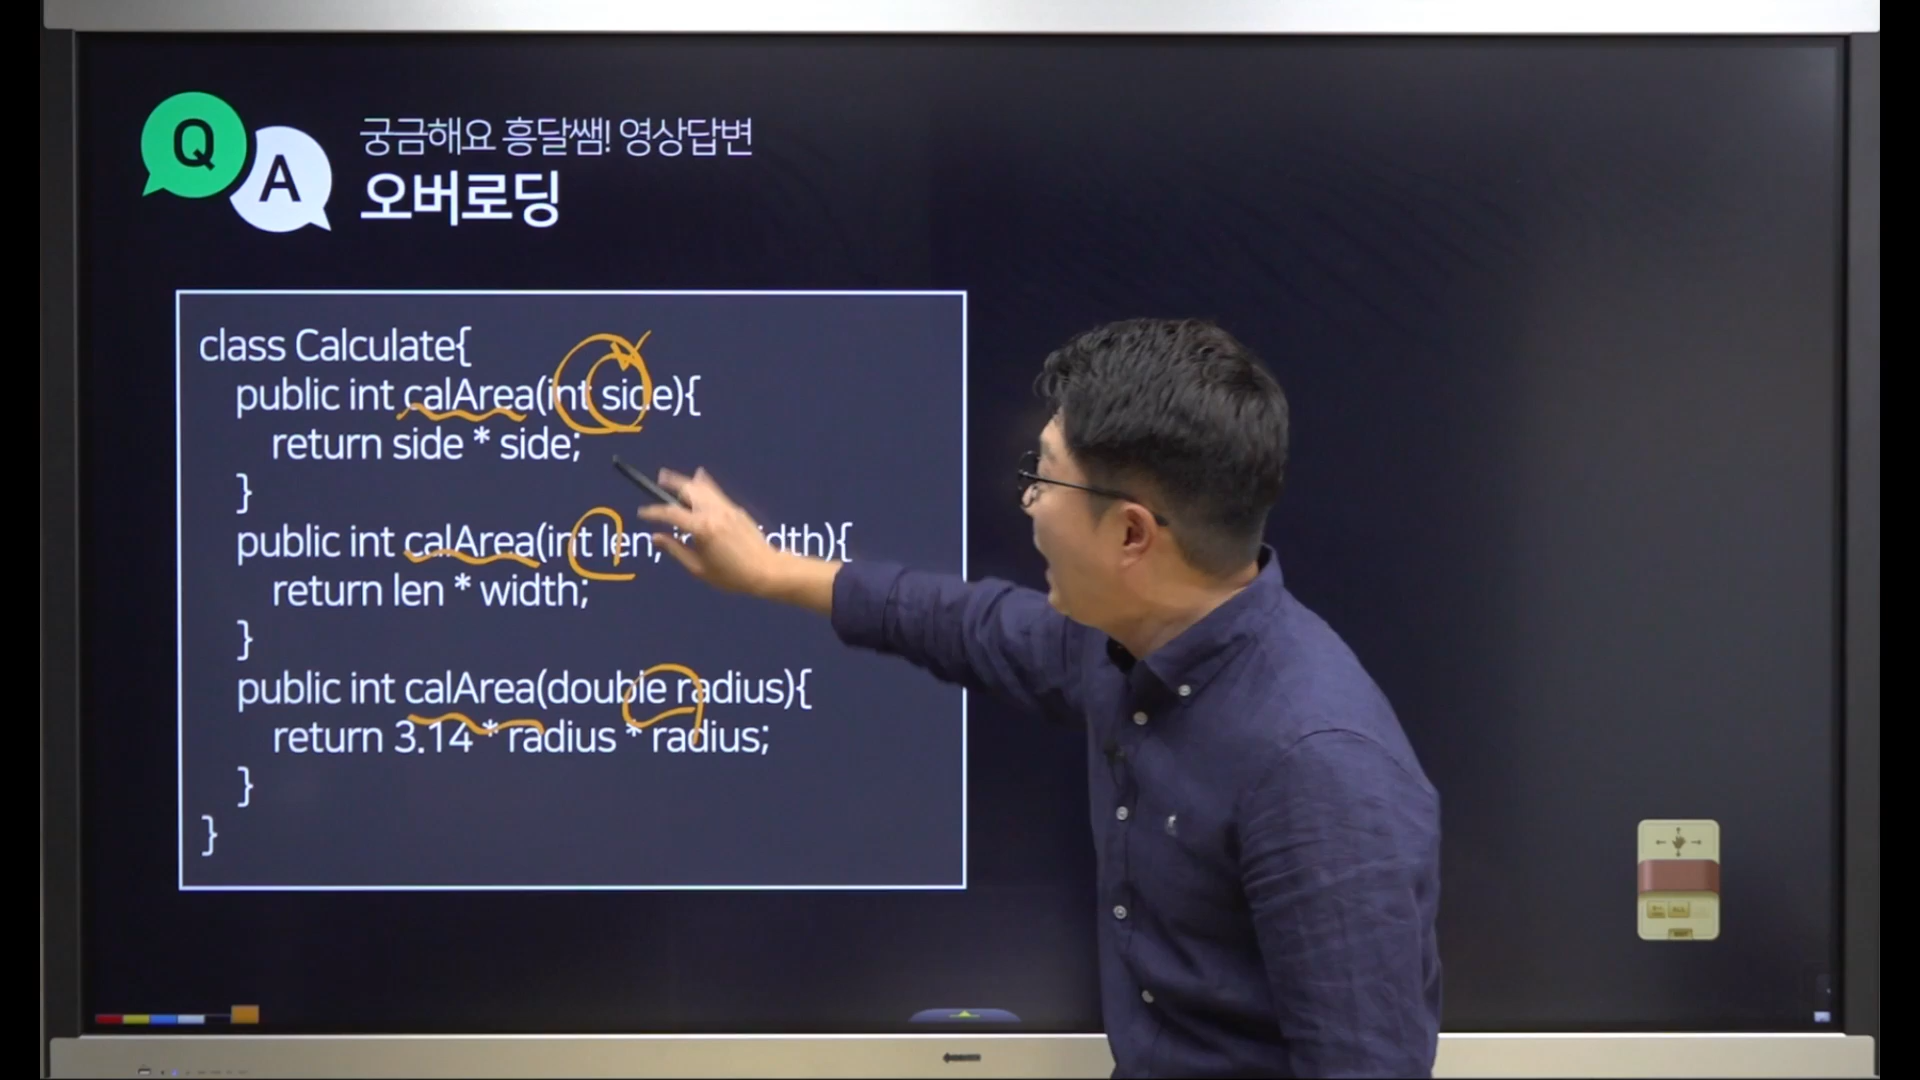 Q
A
궁금해요 흥달쌤! 영상답변
오버로딩
class Calculate{
public int calArea(int side){
return side * side;
}
public int calArea(int len, width){
return len * width;
}
public int calArea(double radius){
return 3.14 * radius * radius;
}
}